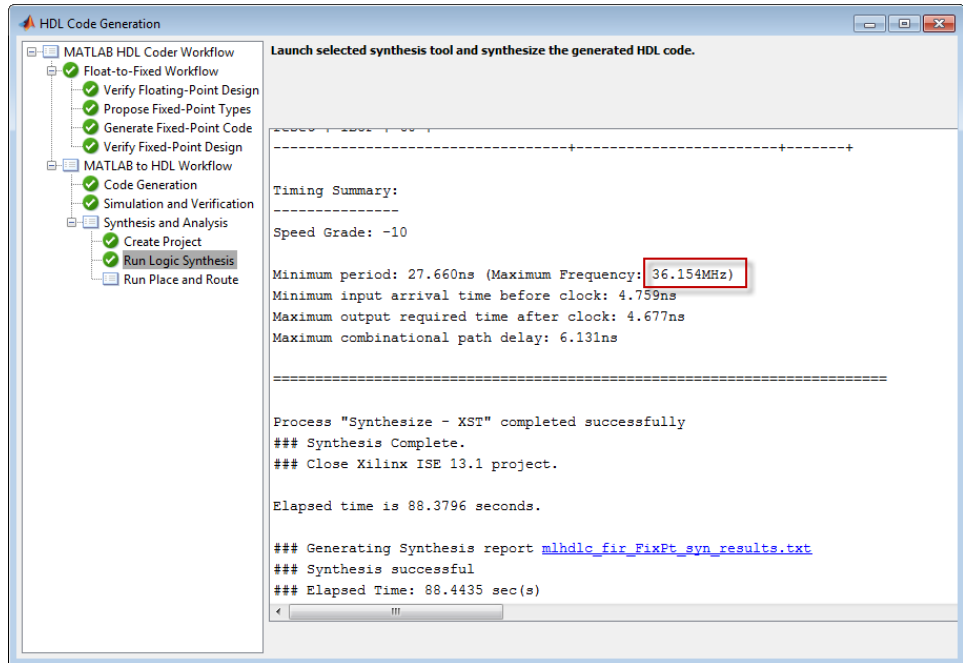 HDL Code Generation
MATLAB HDL Coder Workflow
Float-to-Fixed Workflow
Verify Floating-Point Design
Propose Fixed-Point Types
Generate Fixed-Point Code
Verify Fixed-Point Design
MATLAB to HDL Workflow
Code Generation
Simulation and Verification
Synthesis and Analysis
Create Project
Run Logic Synthesis
Run Place and Route
Launch selected synthesis tool and synthesize the generated HDL code.
------------------------------------+------------------------+-------+
Timing Summary:
---------------
Speed Grade: -10
Minimum period: 27.660ns (Maximum Frequency: 36.154MHz)
Minimum input arrival time before clock: 4.759ns
Maximum output required time after clock: 4.677ns
Maximum combinational path delay: 6.131ns
=========================================================================
Process "Synthesize - XST" completed successfully
### Synthesis Complete.
### Close Xilinx ISE 13.1 project.
Elapsed time is 88.3796 seconds.
### Generating Synthesis report mlhdlc_fir_FixPt_syn_results.txt
### Synthesis successful
### Elapsed Time: 88.4435 sec(s)